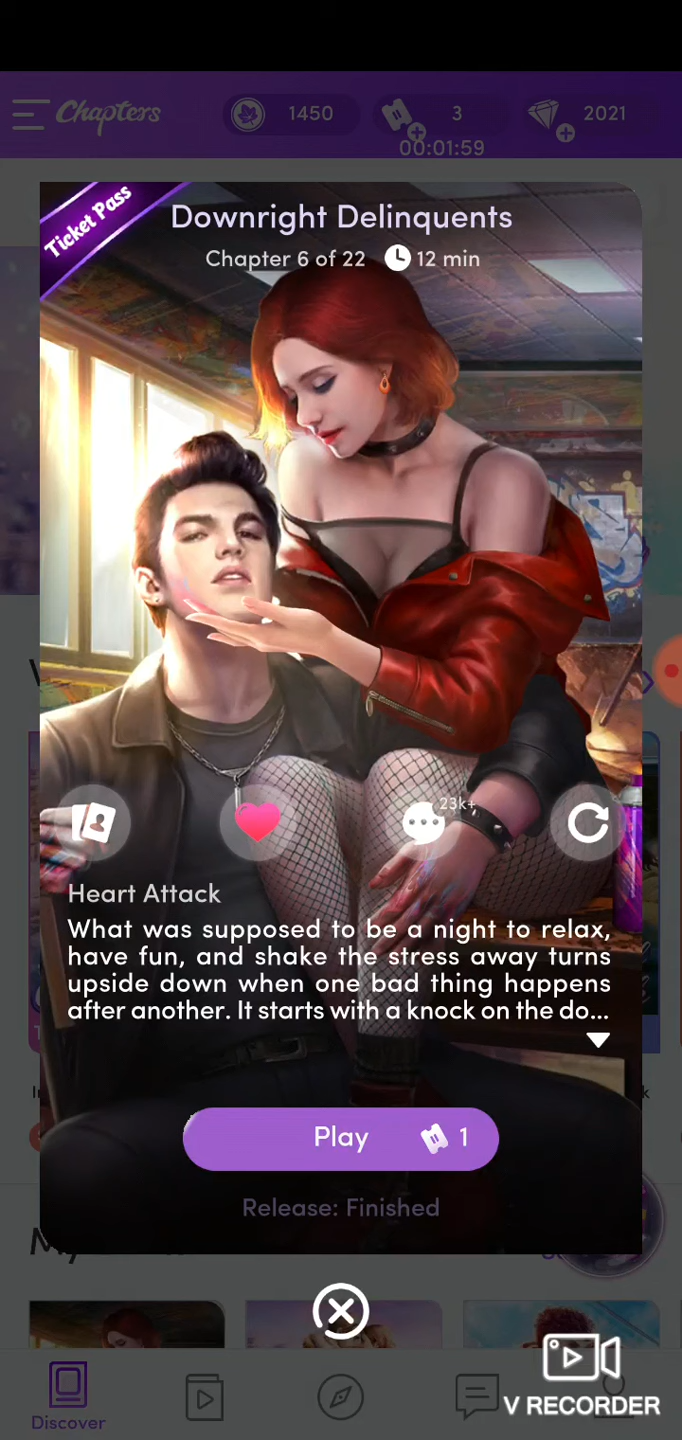 Chapters
1450
3
2021
00:01:59
Ticket Pass
Downright Delinquents
Chapter 6 of 22
12 min
23k+
Heart Attack
What was supposed to be a night to relax,
have fun, and shake the stress away turns
upside down when one bad thing happens
after another. It starts with a knock on the do...
Play
1
Release: Finished
Discover
V RECORDER